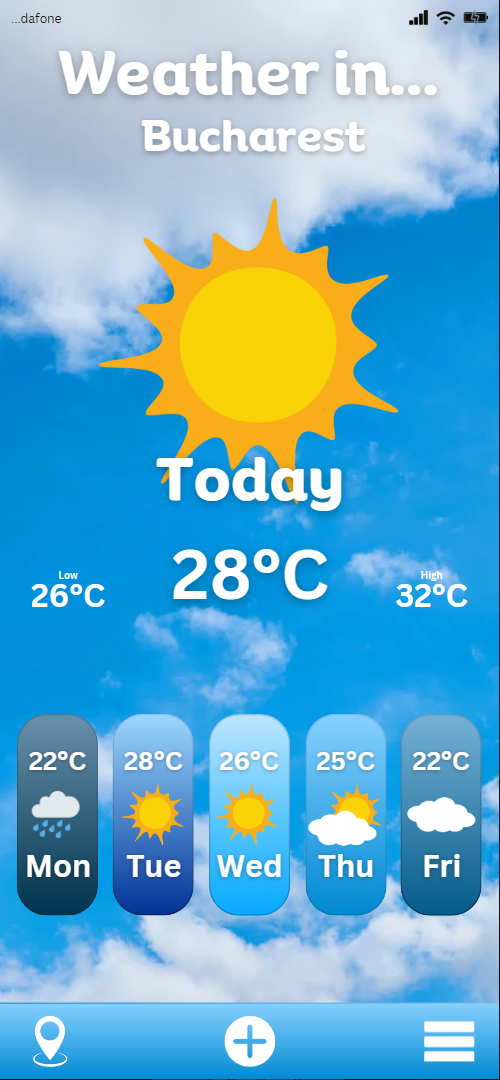 ...dafone
Weather in...
Bucharest
Today
Low
26°C
28°C
High
32°C
22°C 28°C 26°C 25°C 22°C
Mon Tue Wed Thu Fri